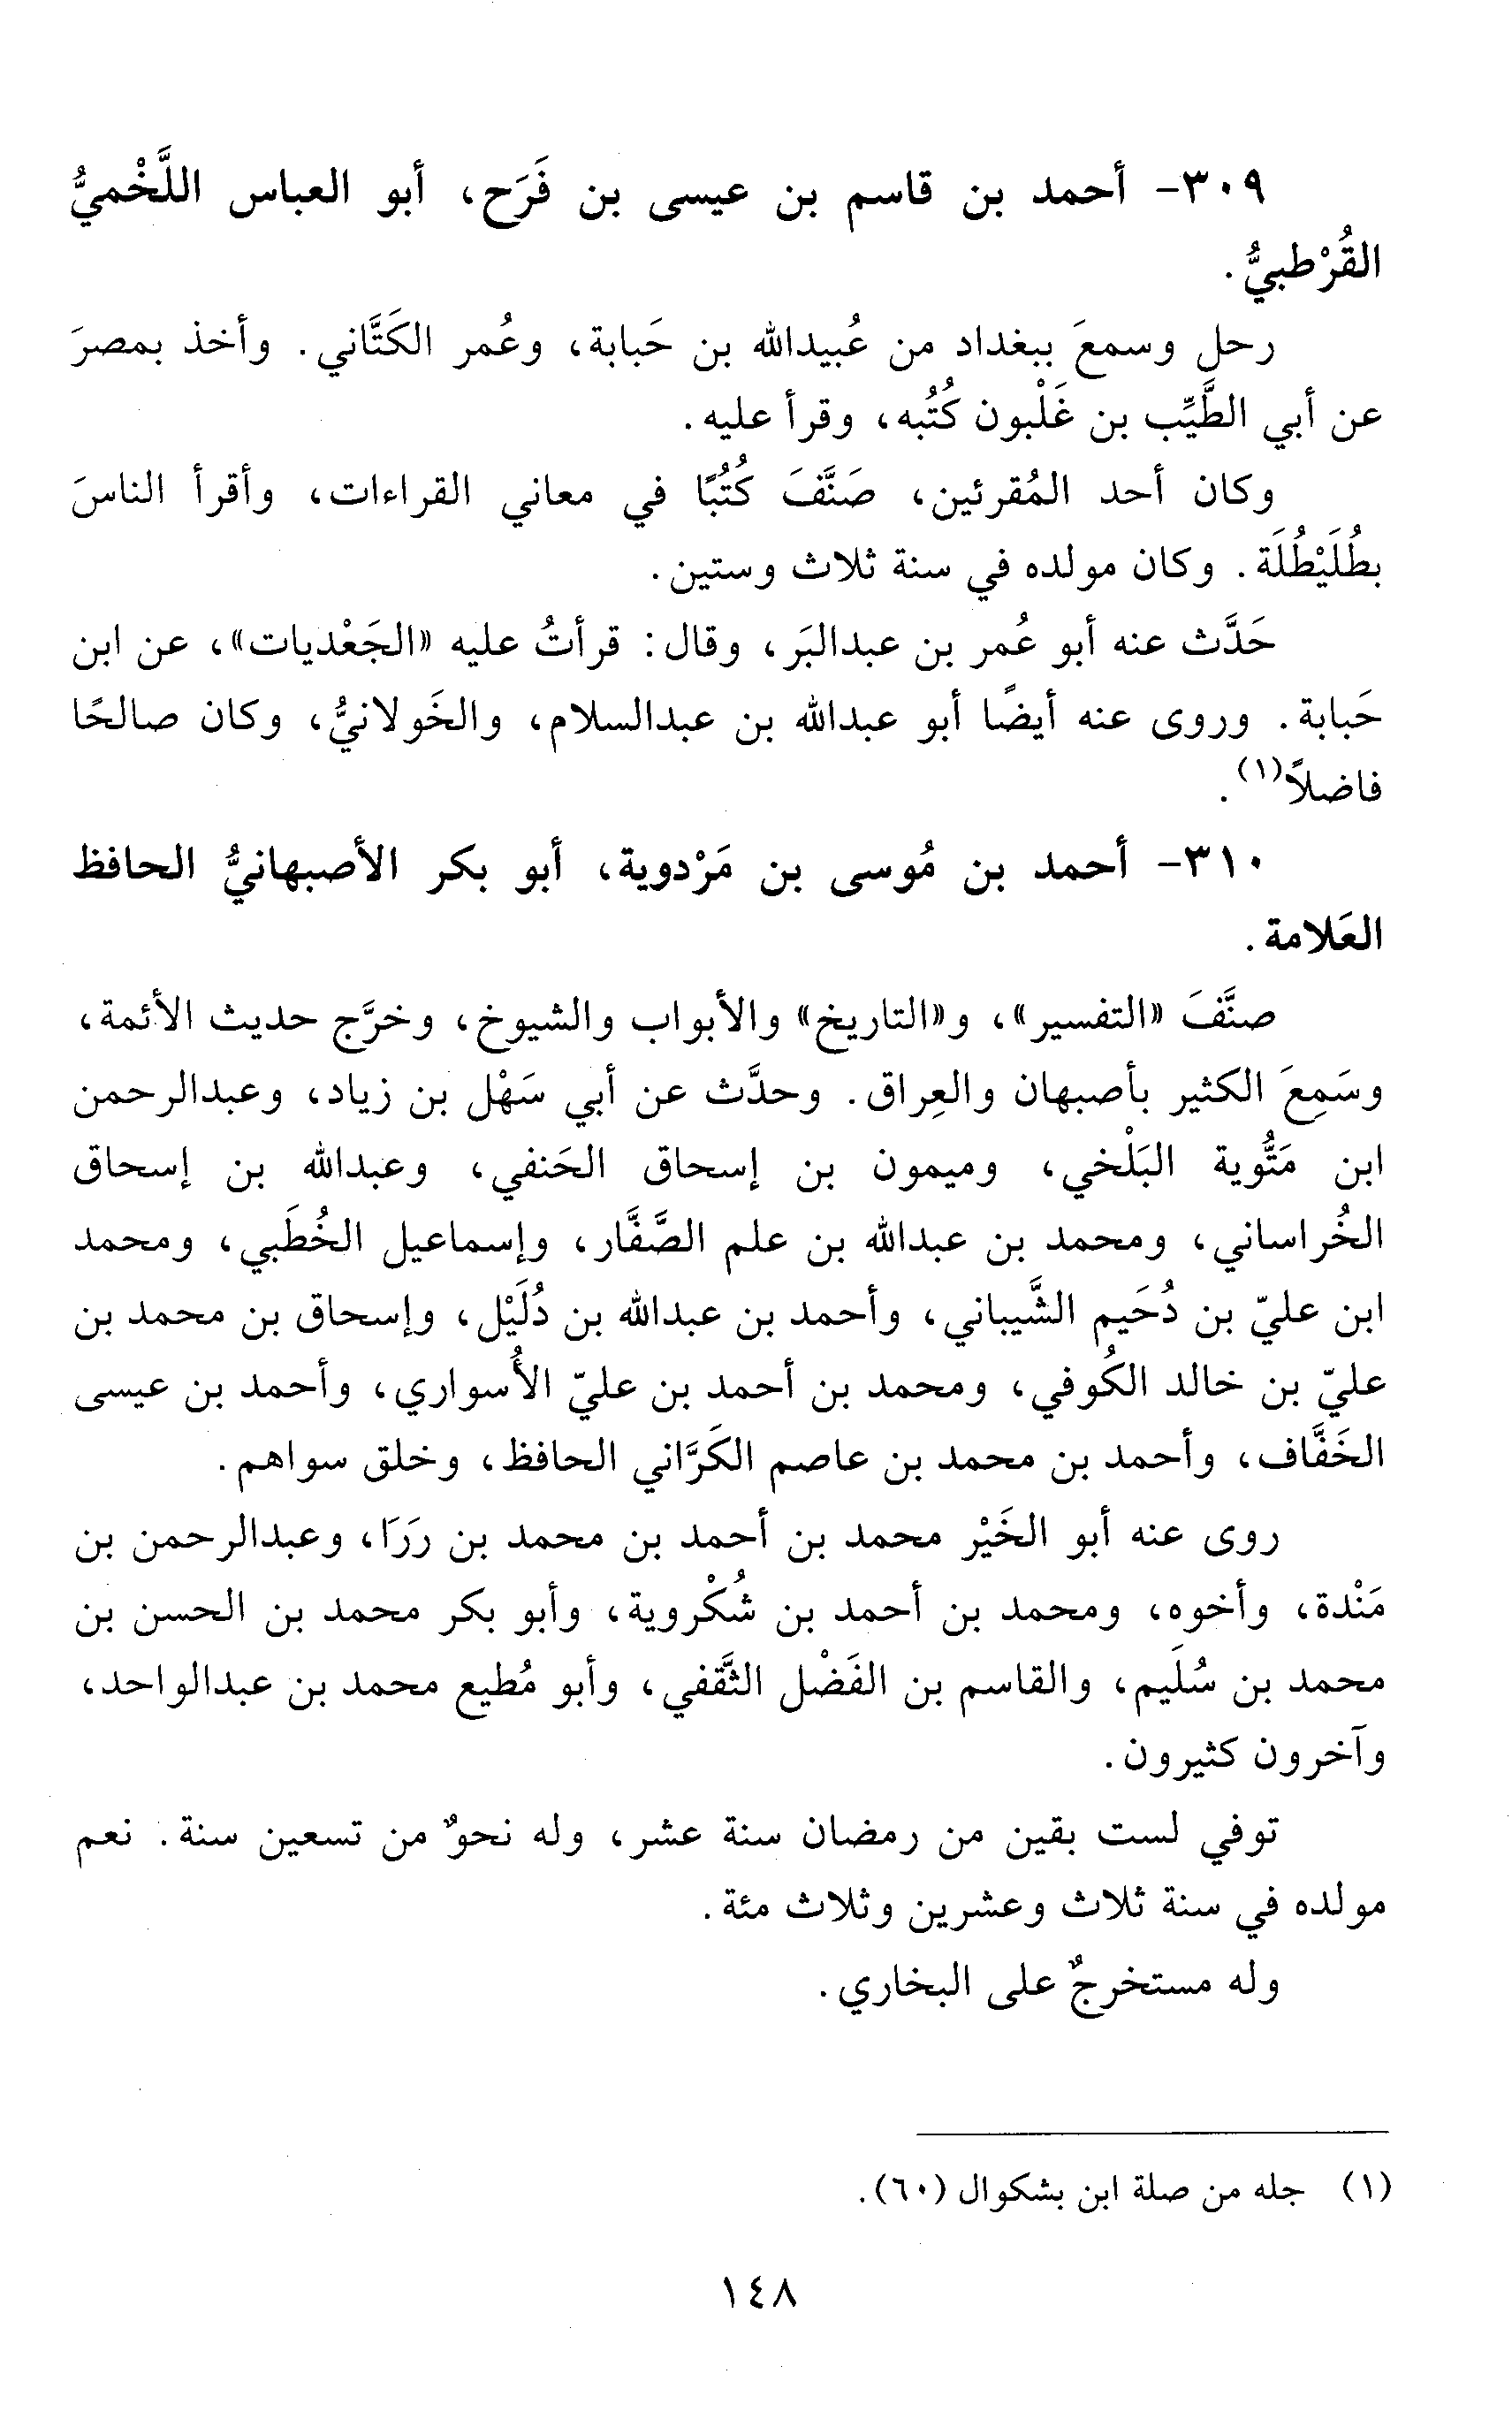 ٣٠٩- أحمد بن قاسم بن عيسى بن فَرَح، أبو العباس اللَّخْميُّ
القُرْطبيُّ.
رحل وسمعَ ببغداد من عُبيدالله بن حَبابة، وعُمر الكَتَّاني. وأخذ بمصرَ
عن أبي الطَّيِّب بن غَلْبون كُتُبه، وقرأ عليه.
وكان أحد المُقرئين، صَنَّفَ كُتُبًا في معاني القراءات، وأقرأ الناسَ
بطُلَيْطُلَة. وكان مولده في سنة ثلاث وستين.
حَدَّث عنه أبو عُمر بن عبدالبَر، وقال: قرأتُ عليه «الجَعْديات»، عن ابن
حَبابة. وروى عنه أيضًا أبو عبدالله بن عبدالسلام، والخَولانيُّ، وكان صالحًا
فاضلاً(١).
٣١٠- أحمد بن مُوسى بن مَرْدوية، أبو بكر الأصبهانيُّ الحافظ
العَلامة.
صنَّفَ «التفسير»، و«التاريخ» والأبواب والشيوخ، وخرَّج حديث الأئمة،
وسَمِعَ الكثير بأصبهان والعِراق. وحدَّث عن أبي سَهْل بن زياد، وعبدالرحمن
ابن مَتُّوية البَلْخي، وميمون بن إسحاق الحَنفي، وعبدالله بن إسحاق
الخُراساني، ومحمد بن عبدالله بن علم الصَّفَّار، وإسماعيل الخُطَبي، ومحمد
ابن عليّ بن دُحَيم الشَّيباني، وأحمد بن عبدالله بن دُلَيْل، وإسحاق بن محمد بن
عليّ بن خالد الكُوفي، ومحمد بن أحمد بن عليّ الأُسواري، وأحمد بن عيسى
الخَفَّاف، وأحمد بن محمد بن عاصم الكَرَّاني الحافظ، وخلق سواهم.
روى عنه أبو الخَيْر محمد بن أحمد بن محمد بن ررَرَا، وعبدالرحمن بن
مَنْدة، وأخوه، ومحمد بن أحمد بن شُكْروية، وأبو بكر محمد بن الحسن بن
محمد بن سُلَيم، والقاسم بن الفَضْل الثَّقَفي، وأبو مُطيع محمد بن عبدالواحد،
وآخرون كثيرون.
توفي لست بقين من رمضان سنة عشر، وله نحوٌ من تسعين سنة. نعم
مولده في سنة ثلاث وعشرين وثلاث مئة.
وله مستخرجٌ على البخاري.
(١) جله من صلة ابن بشكوال (٦٠).
١٤٨